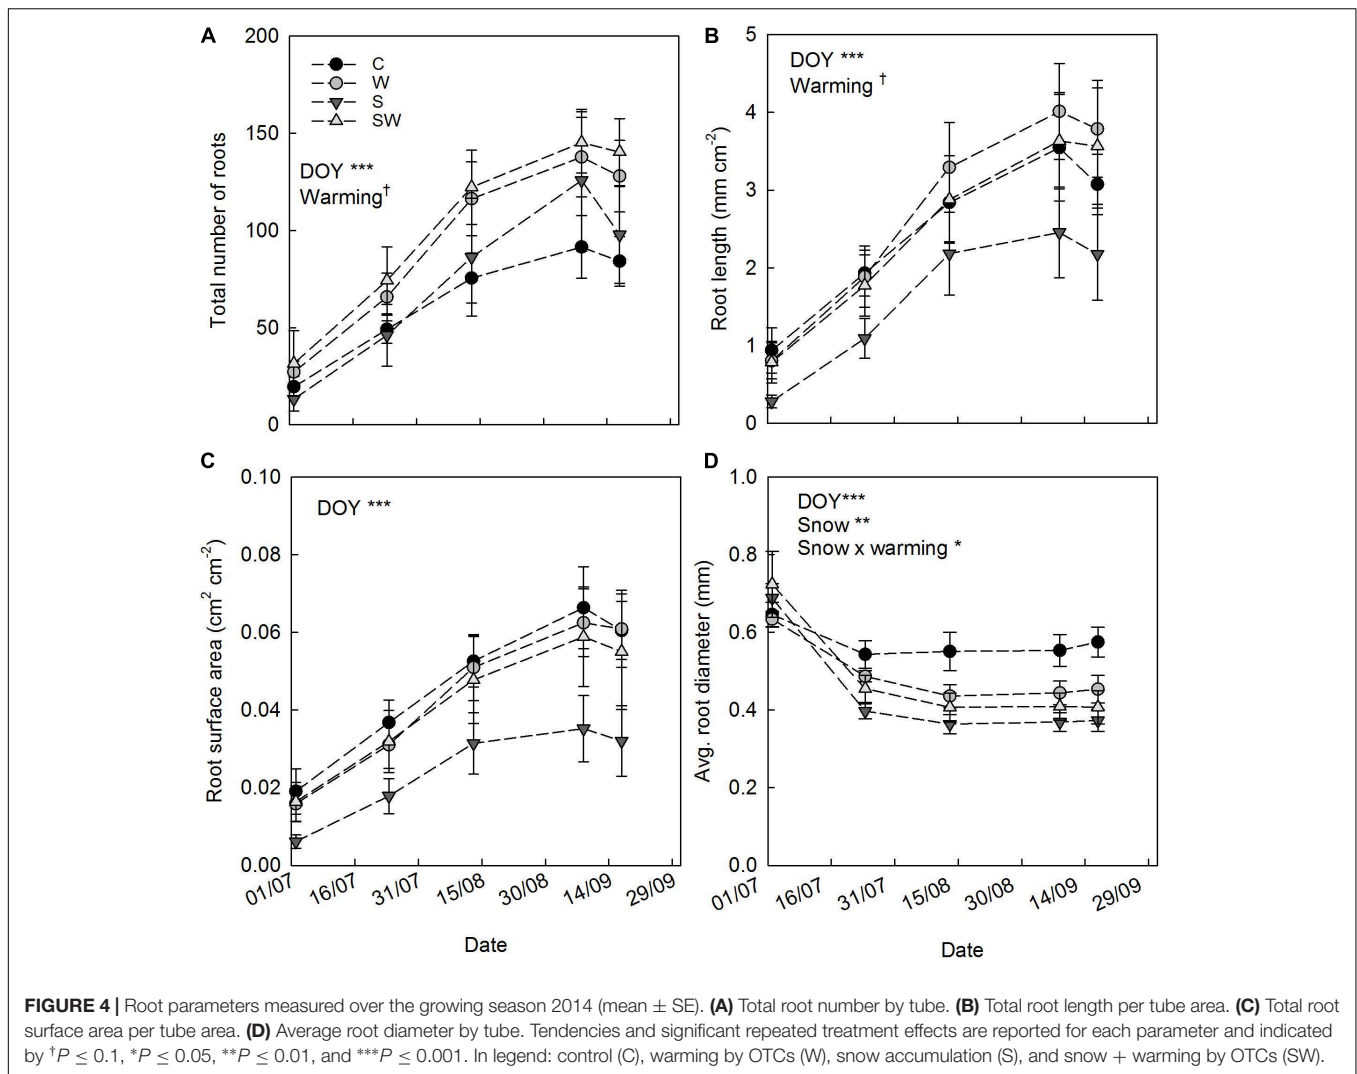 A
200
150
100
50
0
Total number of roots
C
W
S
SW
DOY ***
Warming†
B
5
4
3
2
1
0
Root length (mm cm-2)
DOY ***
Warming †
C
0.10
0.08
0.06
0.04
0.02
0.00
Root surface area (cm2 cm-2)
DOY ***
01/07
16/07
31/07
15/08
30/08
14/09
29/09
Date
D
1.0
0.8
0.6
0.4
0.2
0.0
Avg. root diameter (mm)
DOY***
Snow **
Snow x warming *
01/07
16/07
31/07
15/08
30/08
14/09
29/09
Date
FIGURE 4 | Root parameters measured over the growing season 2014 (mean ± SE). (A) Total root number by tube. (B) Total root length per tube area. (C) Total root
surface area per tube area. (D) Average root diameter by tube. Tendencies and significant repeated treatment effects are reported for each parameter and indicated
by †P ≤ 0.1, *P ≤ 0.05, **P ≤ 0.01, and ***P ≤ 0.001. In legend: control (C), warming by OTCs (W), snow accumulation (S), and snow + warming by OTCs (SW).